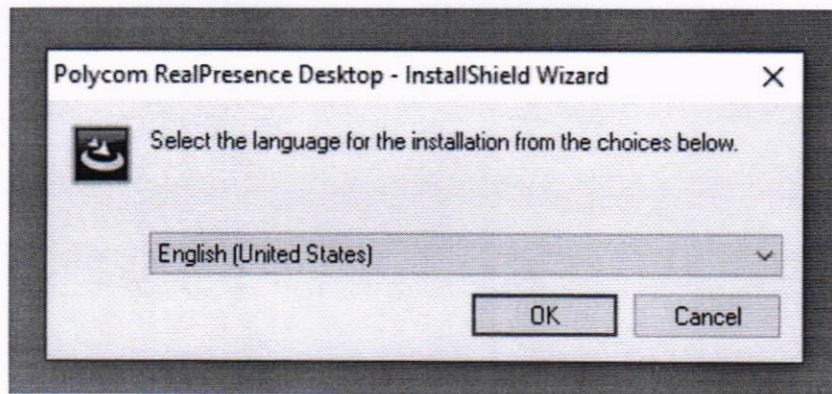 Polycom RealPresence Desktop - InstallShield Wizard
Select the language for the installation from the choices below.
English (United States)
OK
Cancel